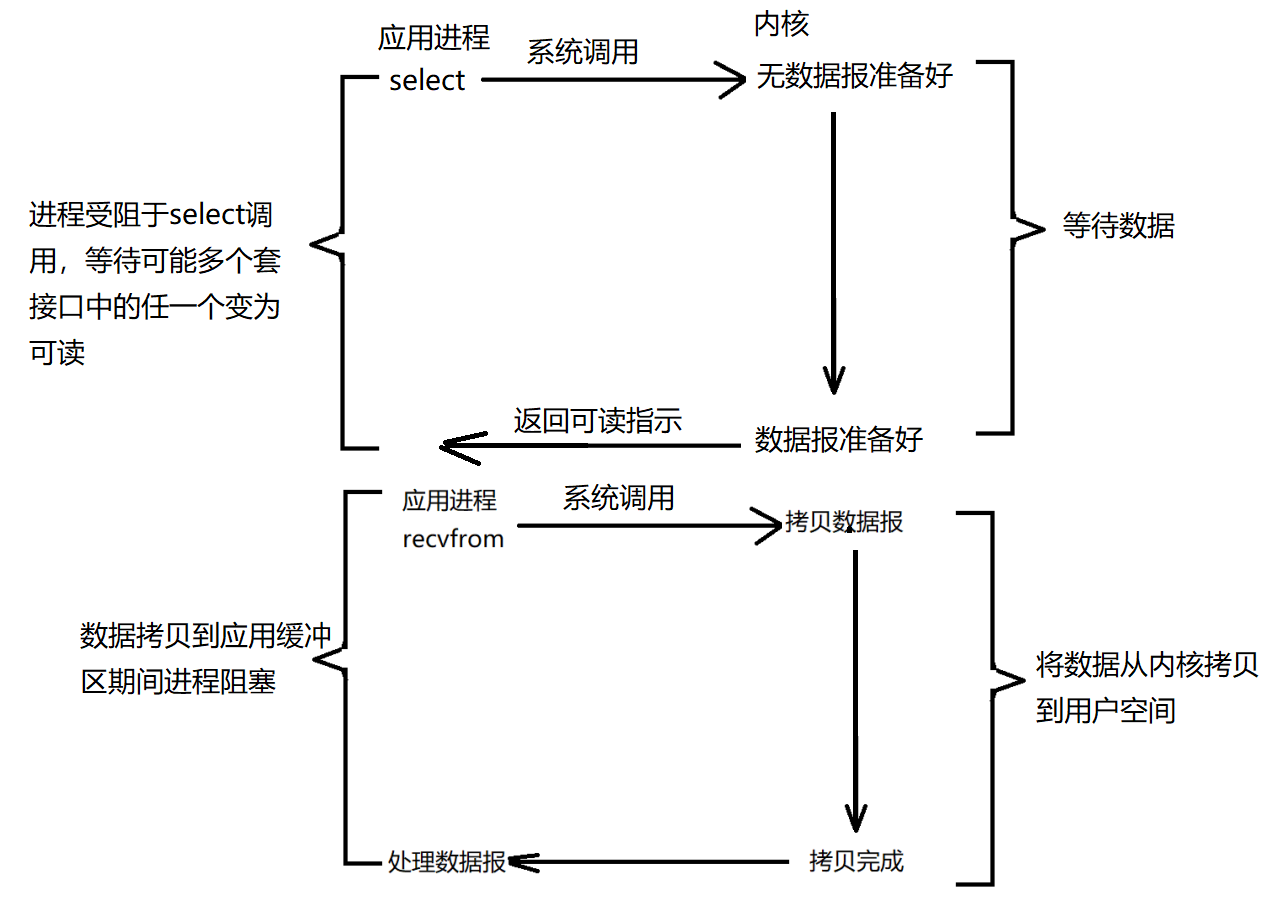 应用进程
内核
系统调用
select
无数据报准备好
进程受阻于select调
用，等待可能多个套
接口中的任一个变为
可读
等待数据
返回可读指示
数据报准备好
应用进程
系统调用
recvfrom
拷贝数据报
数据拷贝到应用缓冲
区期间进程阻塞
将数据从内核拷贝
到用户空间
处理数据报
拷贝完成